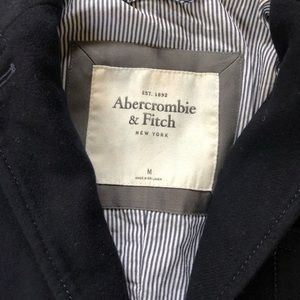 EST. 1892
Abercrombie
& Fitch
NEW YORK
M